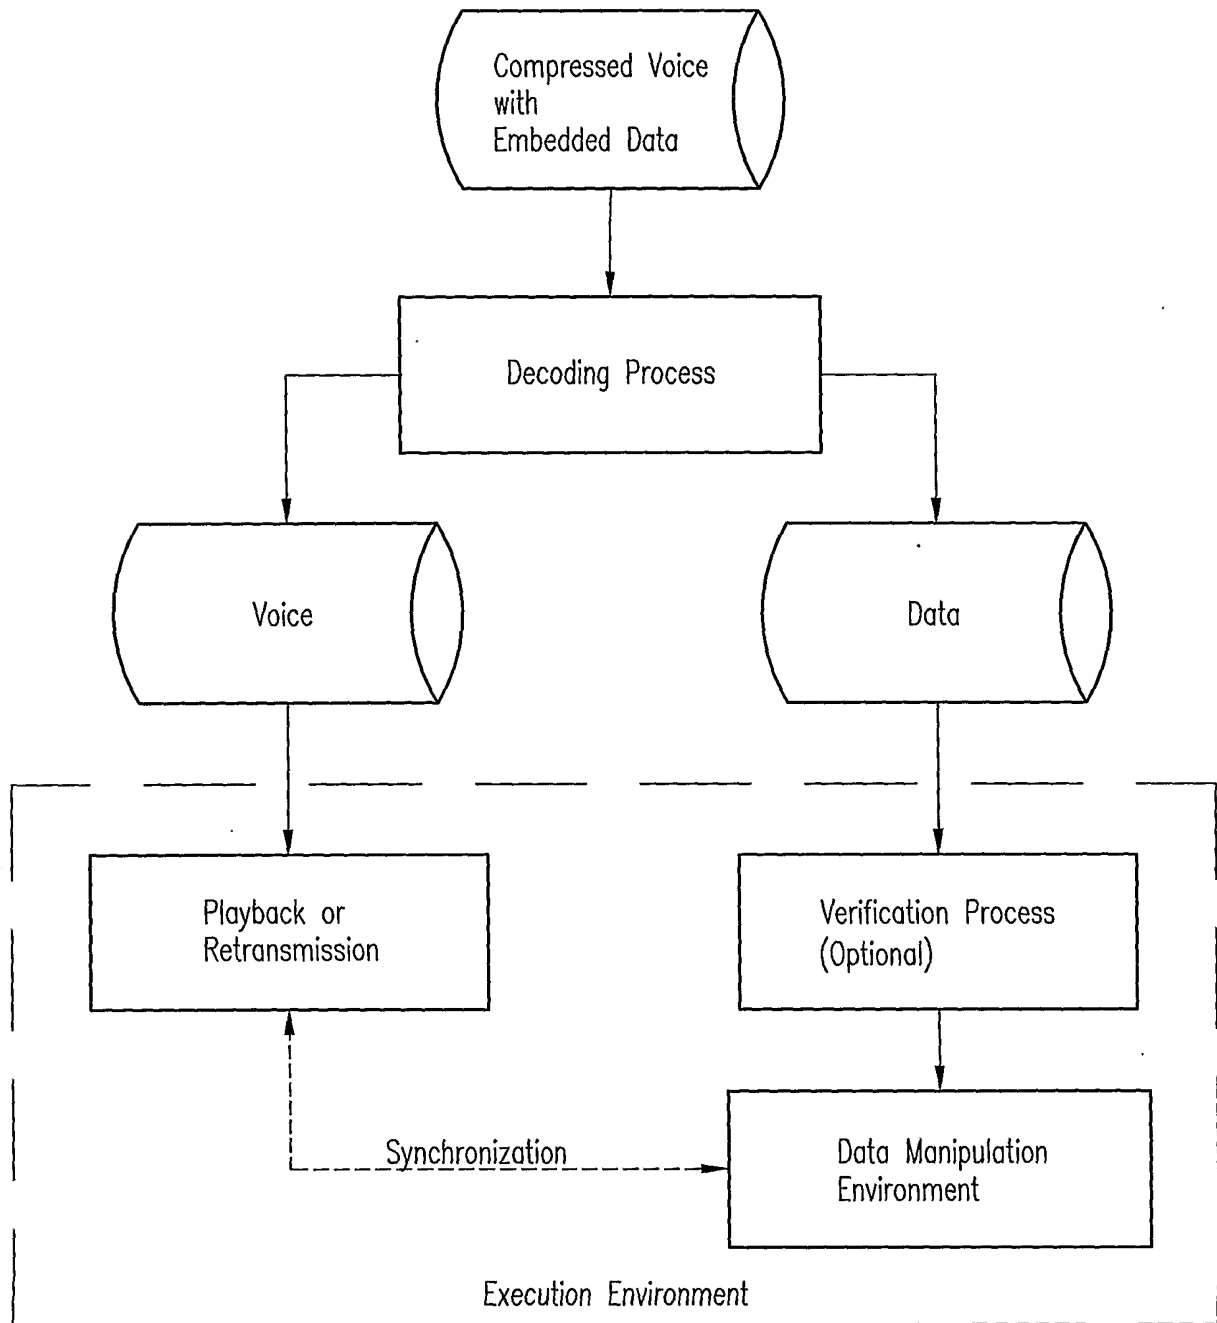 Compressed Voice
with
Embedded Data
Decoding Process
Voice
Data
Playback or
Retransmission
Verification Process
(Optional)
Synchronization
Data Manipulation
Environment
Execution Environment